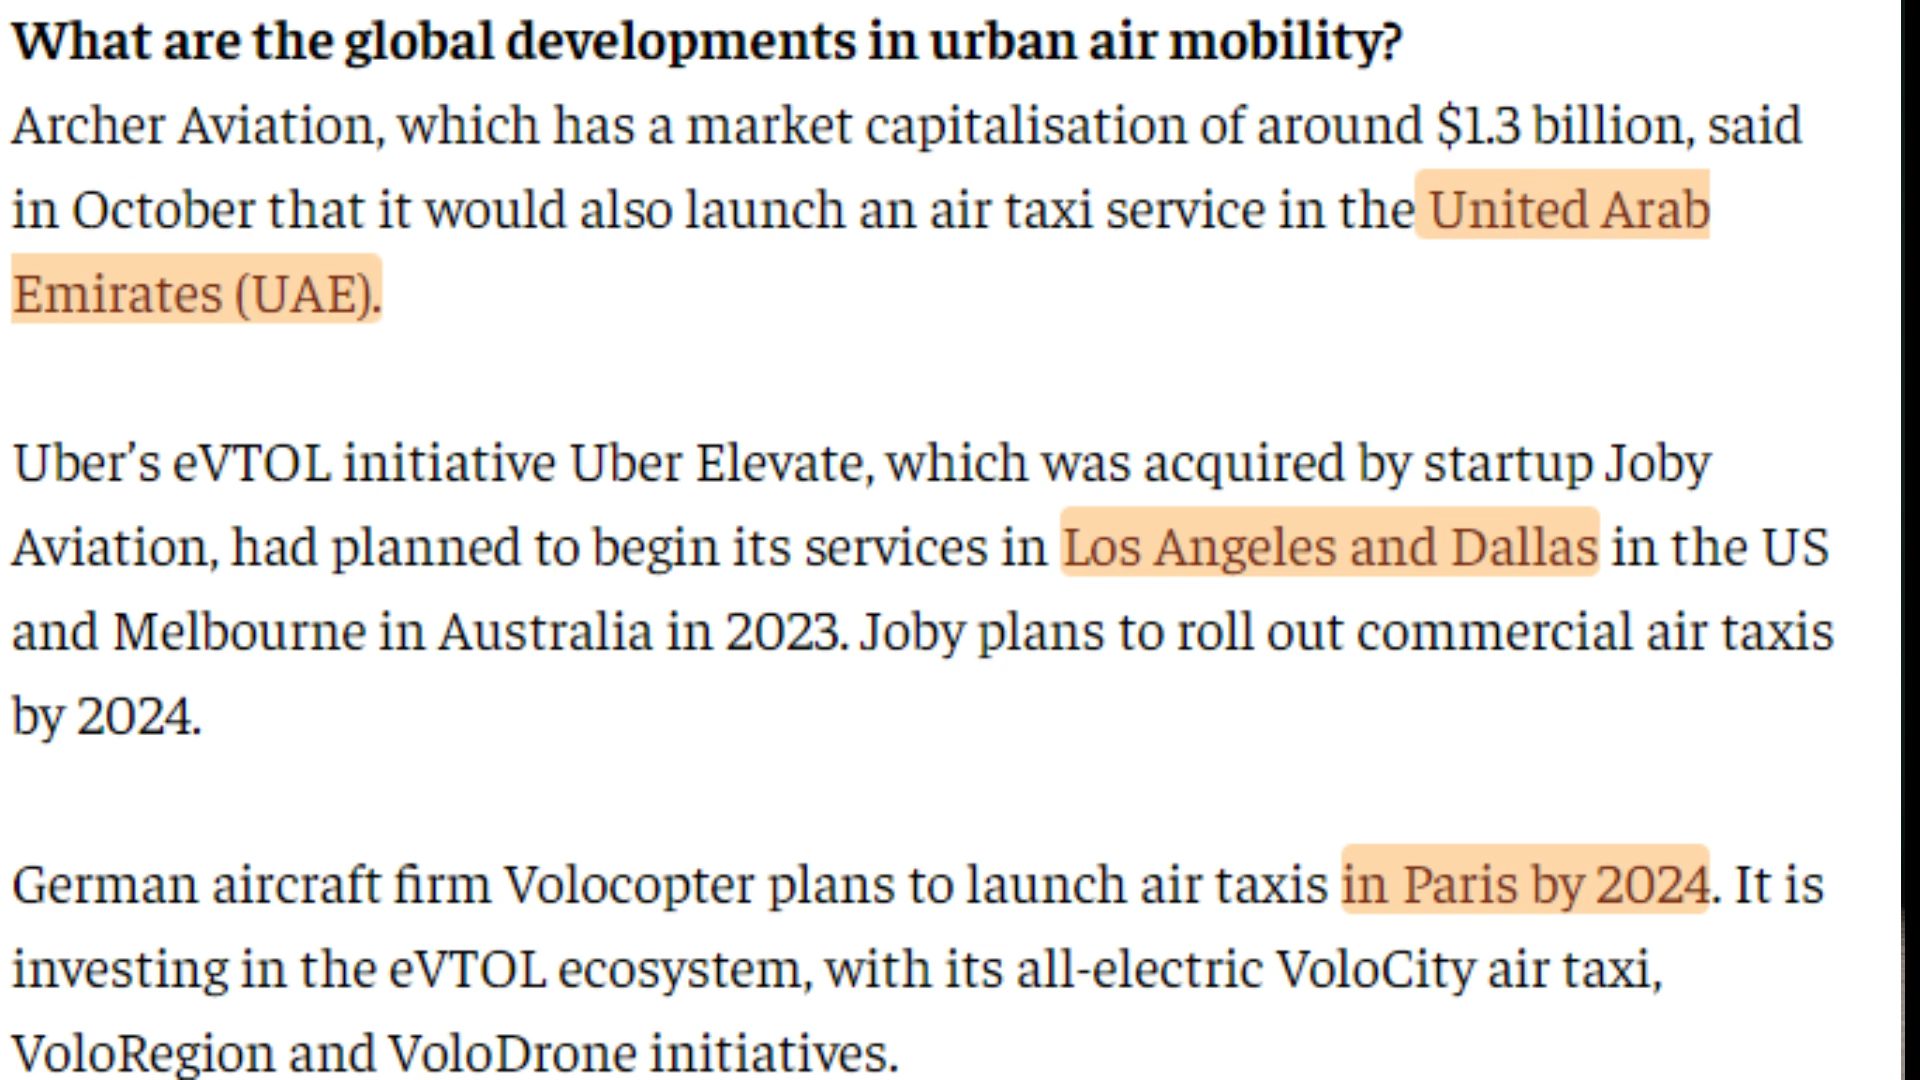 What are the global developments in urban air mobility?
Archer Aviation, which has a market capitalisation of around $1.3 billion, said
in October that it would also launch an air taxi service in the United Arab
Emirates (UAE).
Uber’s eVTOL initiative Uber Elevate, which was acquired by startup Joby
Aviation, had planned to begin its services in Los Angeles and Dallas in the US
and Melbourne in Australia in 2023. Joby plans to roll out commercial air taxis
by 2024.
German aircraft firm Volocopter plans to launch air taxis in Paris by 2024. It is
investing in the eVTOL ecosystem, with its all-electric VoloCity air taxi,
VoloRegion and VoloDrone initiatives.